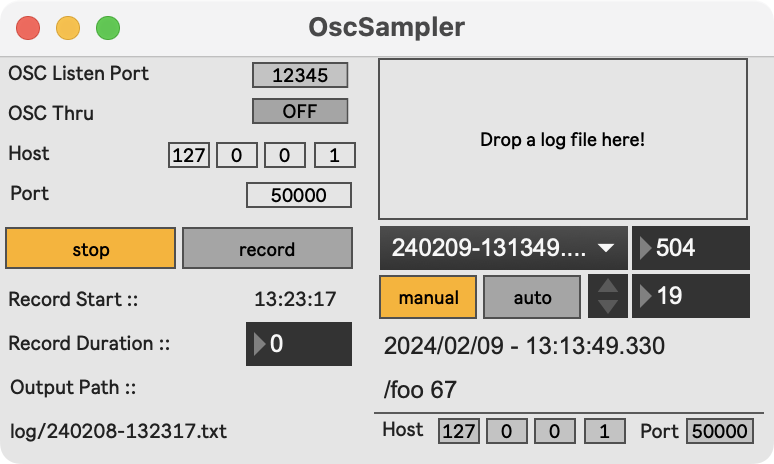 OscSampler
OSC Listen Port 12345
OSC Thru OFF
Host 127 0 0 1
Port 50000
stop record
Record Start :: 13:23:17
Record Duration :: 0
Output Path ::
log/240208-132317.txt
Drop a log file here!
240209-131349.... 504
manual auto 19
2024/02/09 - 13:13:49.330
/foo 67
Host 127 0 0 1 Port 50000